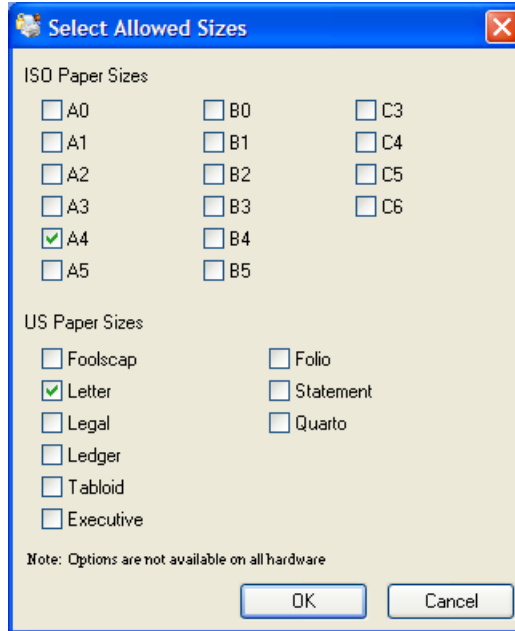 Select Allowed Sizes
ISO Paper Sizes
A0 B0 C3
A1 B1 C4
A2 B2 C5
A3 B3 C6
A4 B4
A5 B5
US Paper Sizes
Foolscap Folio
Letter Statement
Legal Quarto
Ledger
Tabloid
Executive
Note: Options are not available on all hardware
OK Cancel